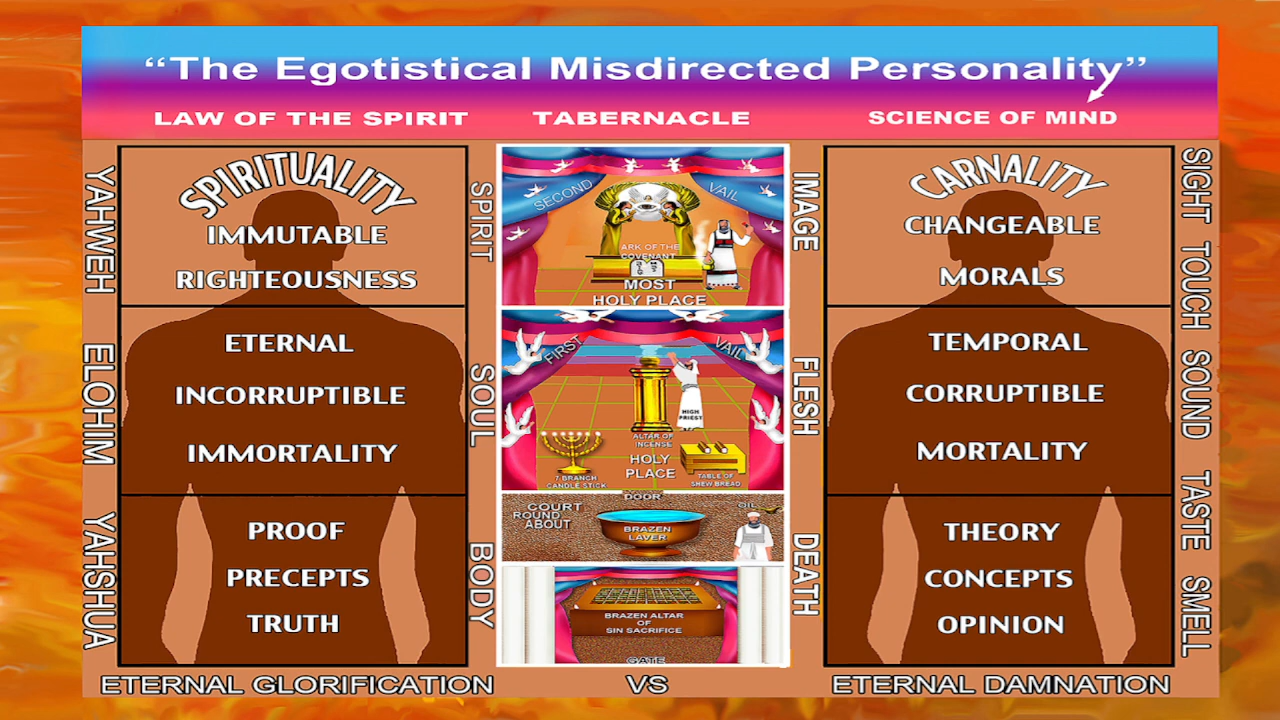 “The Egotistical Misdirected Personality”
LAW OF THE SPIRIT
TABERNACLE
SCIENCE OF MIND
YAHWEH
ELOHIM
YAHSHUA
SPIRITUALITY
IMMUTABLE
RIGHTEOUSNESS
ETERNAL
INCORRUPTIBLE
IMMORTALITY
PROOF
PRECEPTS
TRUTH
SPIRIT
SOUL
BODY
SECOND
VAIL
ARK OF THE
COVENANT
MOST
HOLY PLACE
FIRST
VAIL
HIGH
PRIEST
ALTAR OF
INCENSE
HOLY
PLACE
7 BRANCH
CANDLE STICK
TABLE OF
SHEW BREAD
DOOR
COURT
ROUND
ABOUT
OIL
BRAZEN
LAVER
BRAZEN ALTAR
OF
SIN SACRIFICE
GATE
IMAGE
FLESH
DEATH
CARNALITY
CHANGEABLE
MORALS
TEMPORAL
CORRUPTIBLE
MORTALITY
THEORY
CONCEPTS
OPINION
SIGHT
TOUCH
SOUND
TASTE
SMELL
ETERNAL GLORIFICATION
VS
ETERNAL DAMNATION